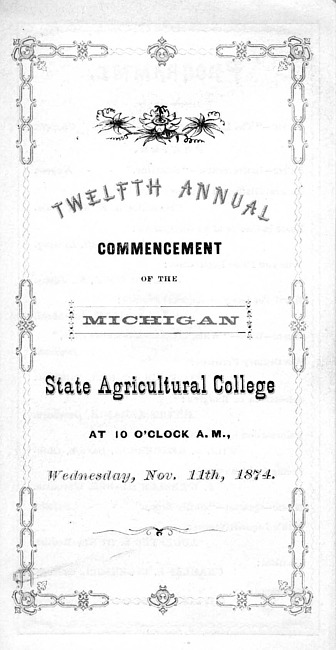 TWELFTH ANNUAL
COMMENCEMENT
OF THE
MICHIGAN
State Agricultural College
AT 10 O'CLOCK A. M.,
Wednesday, Nov. 11th, 1874.